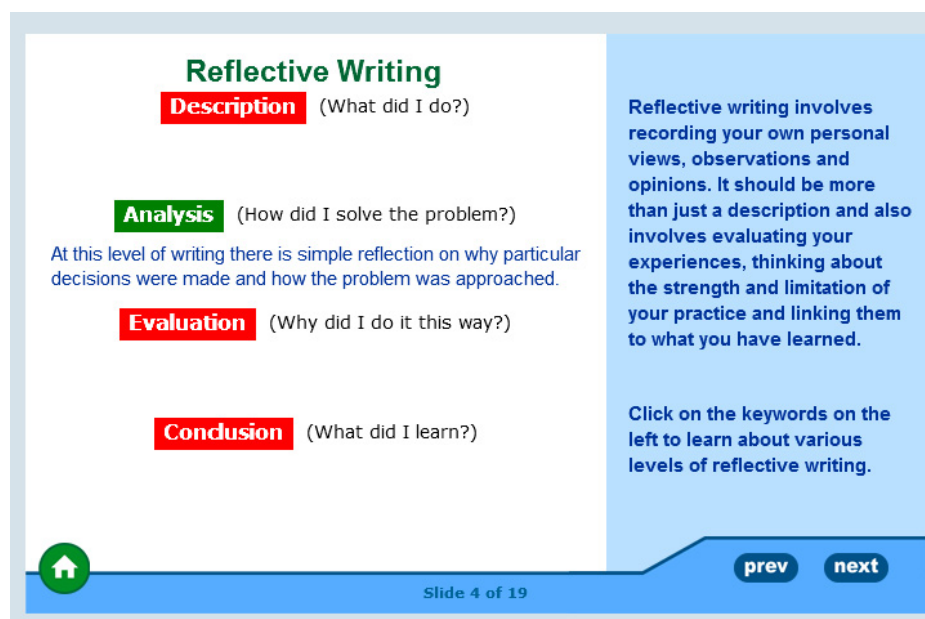 Reflective Writing
Description (What did I do?)
Analysis (How did I solve the problem?)
At this level of writing there is simple reflection on why particular
decisions were made and how the problem was approached.
Evaluation (Why did I do it this way?)
Conclusion (What did I learn?)
Reflective writing involves
recording your own personal
views, observations and
opinions. It should be more
than just a description and also
involves evaluating your
experiences, thinking about
the strength and limitation of
your practice and linking them
to what you have learned.
Click on the keywords on the
left to learn about various
levels of reflective writing.
prev next
Slide 4 of 19